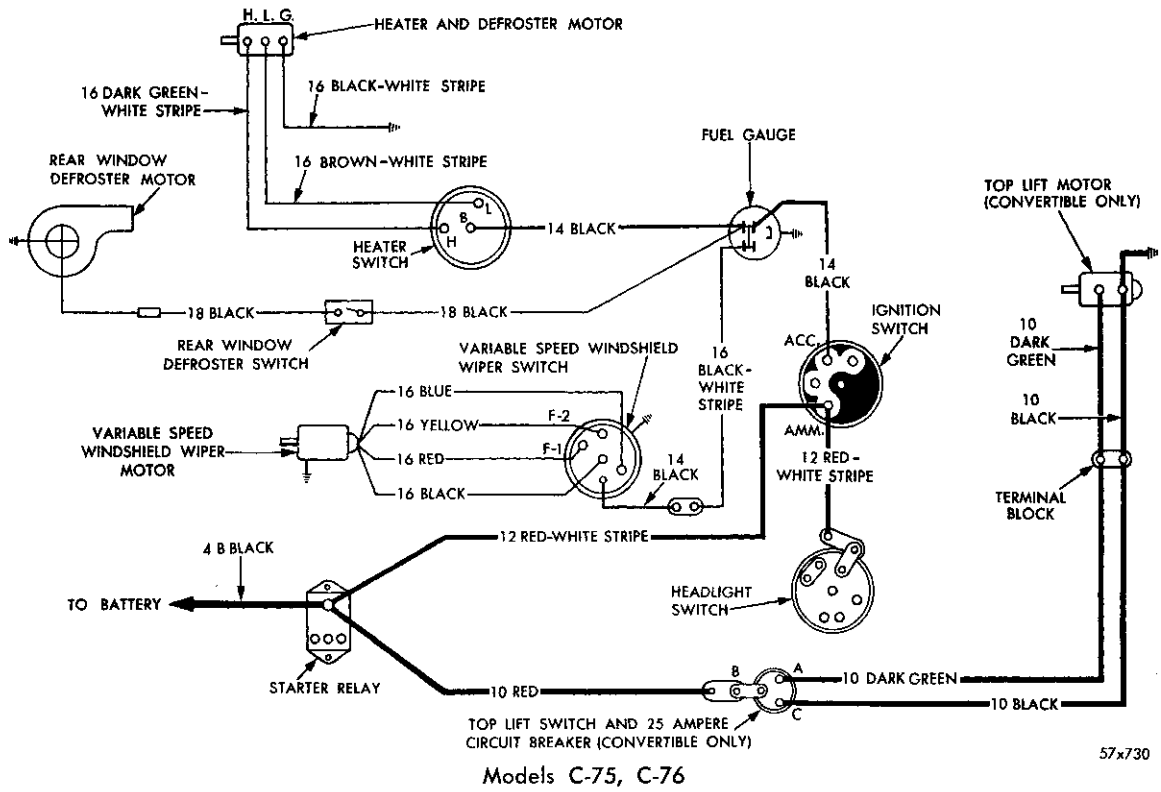 H. L. G.
HEATER AND DEFROSTER MOTOR
16 DARK GREEN-
WHITE STRIPE
16 BLACK-WHITE STRIPE
FUEL GAUGE
REAR WINDOW
DEFROSTER MOTOR
16 BROWN-WHITE STRIPE
TOP LIFT MOTOR
(CONVERTIBLE ONLY)
L
B
H
14 BLACK
HEATER
SWITCH
14
BLACK
18 BLACK
18 BLACK
IGNITION
SWITCH
REAR WINDOW
DEFROSTER SWITCH
VARIABLE SPEED WINDSHIELD
WIPER SWITCH
ACC.
10
DARK
GREEN
16
BLACK-
WHITE
STRIPE
16 BLUE
16 YELLOW
F-2
10
BLACK
AMM.
VARIABLE SPEED
WINDSHIELD WIPER
MOTOR
16 RED
F-1
14
BLACK
12 RED-
WHITE STRIPE
16 BLACK
TERMINAL
BLOCK
12 RED-WHITE STRIPE
4 B BLACK
TO BATTERY
HEADLIGHT
SWITCH
STARTER RELAY
10 RED
B
A
10 DARK GREEN
C
10 BLACK
TOP LIFT SWITCH AND 25 AMPERE
CIRCUIT BREAKER (CONVERTIBLE ONLY)
57x730
Models C-75, C-76